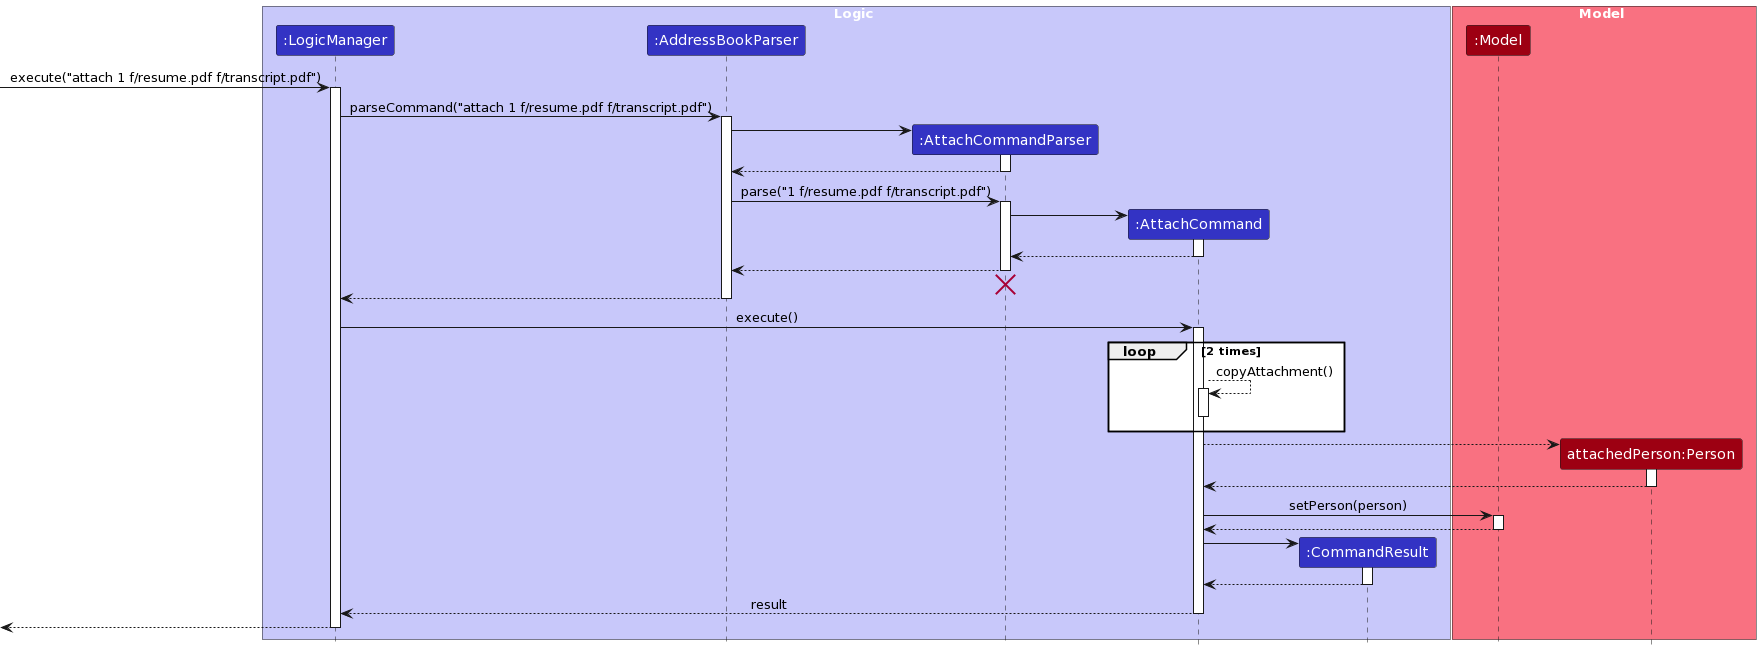 Logic
Model
:LogicManager
:AddressBookParser
:Model
execute("attach 1 f/resume.pdf f/transcript.pdf")
parseCommand("attach 1 f/resume.pdf f/transcript.pdf")
:AttachCommandParser
parse("1 f/resume.pdf f/transcript.pdf")
:AttachCommand
execute()
loop
[2 times]
copyAttachment()
attachedPerson:Person
setPerson(person)
:CommandResult
result